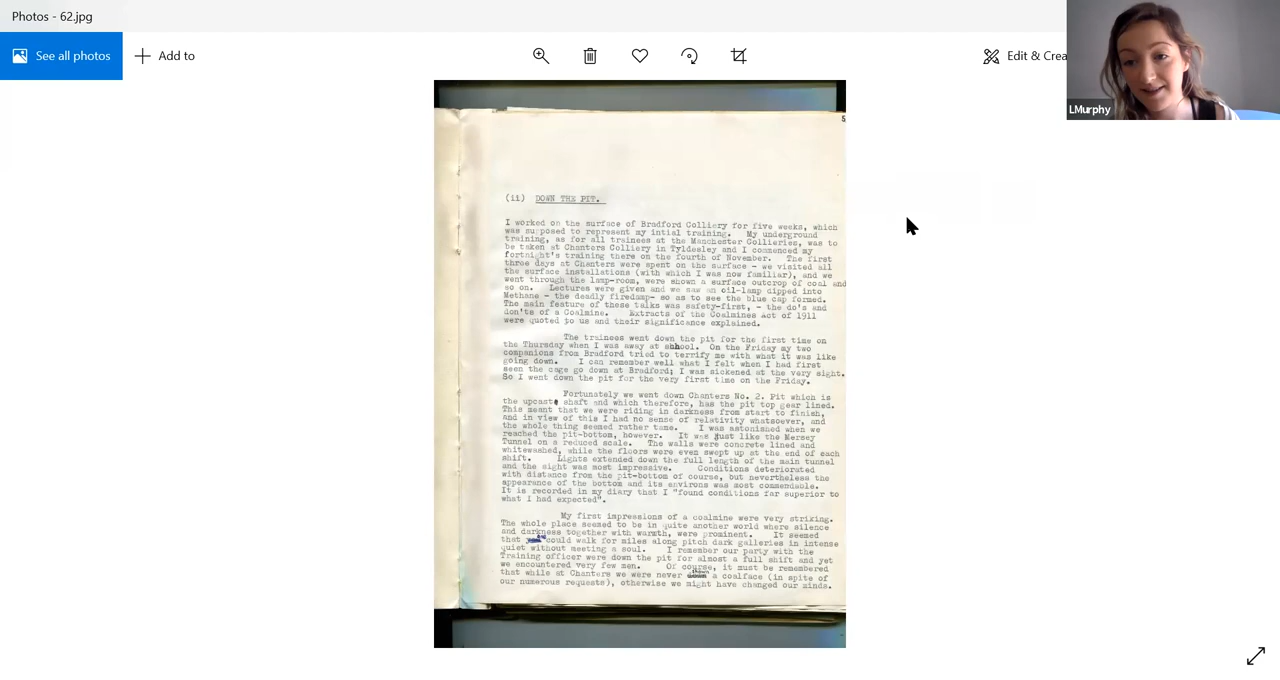 Photos - 62.jpg
See all photos
Add to
Edit & Crea
LMurphy
5
(ii) DOWN THE PIT.
I worked on the surface of Bradford Colliery for five weeks, which
was supposed to represent my intial training. My underground
training, as for all trainees at the Manchester Collieries, was to
be taken at Chanters Colliery in Tyldesley and I commenced my
fortnight's training there on the fourth of November. The first
three days at Chanters were spent on the surface - we visited all
the surface installations (with which I was now familiar), and we
went through the lamp-room, were shown a surface outcrop of coal and
so on. Lectures were given and we saw an oil-lamp dipped into
Methane - the deadly firedamp- so as to see the blue cap formed.
The main feature of these talks was safety-first, - the do's and
don'ts of a Coalmine. Extracts of the Coalmines Act of 1911
were quoted to us and their significance explained.
The trainees went down the pit for the first time on
the Thursday when I was away at school. On the Friday my two
companions from Bradford tried to terrify me with what it was like
going down. I can remember well what I felt when I had first
seen the cage go down at Bradford; I was sickened at the very sight.
So I went down the pit for the very first time on the Friday.
Fortunately we went down Chanters No. 2. Pit which is
the upcast shaft and which therefore, has the pit top gear lined.
This meant that we were riding in darkness from start to finish,
and in view of this I had no sense of relativity whatsoever, and
the whole thing seemed rather tame. I was astonished when we
reached the pit-bottom, however. It was just like the Mersey
Tunnel on a reduced scale. The walls were concrete lined and
whitewashed, while the floors were even swept up at the end of each
shift. Lights extended down the full length of the main tunnel
and the sight was most impressive. Conditions deteriorated
with distance from the pit-bottom of course, but nevertheless the
appearance of the bottom and its environs was most commendable.
It is recorded in my diary that I "found conditions far superior to
what I had expected".
My first impressions of a coalmine were very striking.
The whole place seemed to be in quite another world where silence
and darkness together with warmth, were prominent. It seemed
that one could walk for miles along pitch dark galleries in intense
quiet without meeting a soul. I remember our party with the
Training officer were down the pit for almost a full shift and yet
we encountered very few men. Of course, it must be remembered
that while at Chanters we were never shown a coalface (in spite of
our numerous requests), otherwise we might have changed our minds.